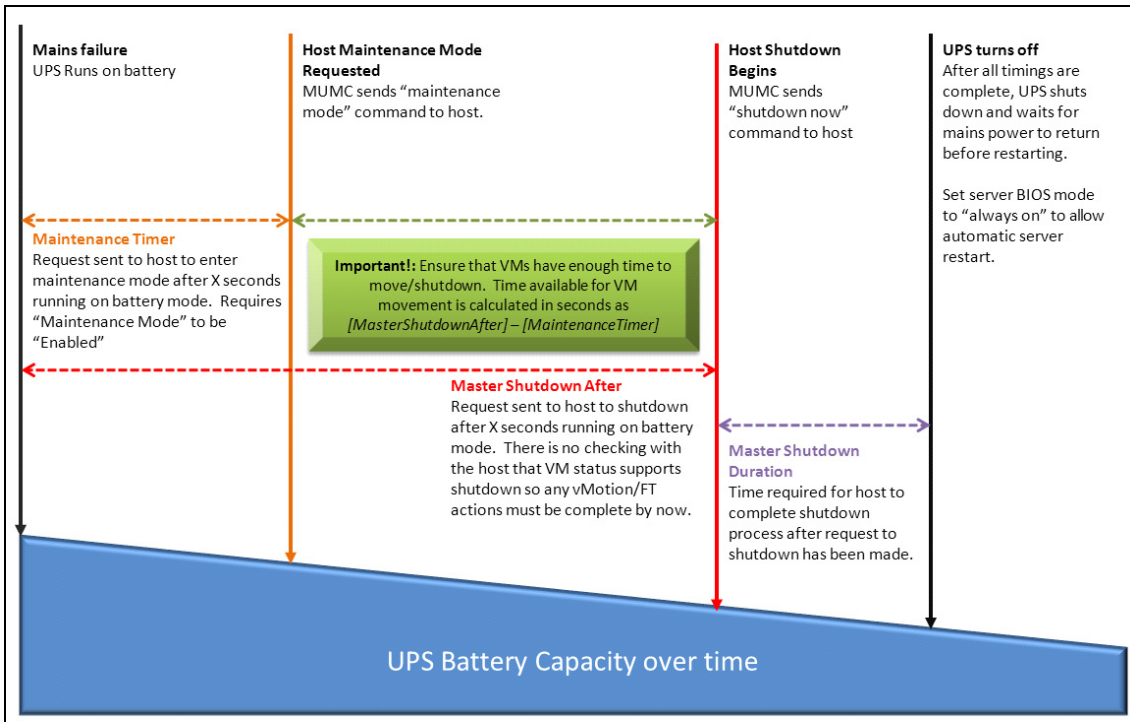 Mains failure
UPS Runs on battery
Host Maintenance Mode
Requested
MUMC sends “maintenance
mode” command to host.
Host Shutdown
Begins
MUMC sends
“shutdown now”
command to host
UPS turns off
After all timings are
complete, UPS shuts
down and waits for
mains power to return
before restarting.
Set server BIOS mode
to “always on” to allow
automatic server
restart.
Maintenance Timer
Request sent to host to enter
maintenance mode after X seconds
running on battery mode. Requires
“Maintenance Mode” to be
“Enabled”
Important!: Ensure that VMs have enough time to
move/shutdown. Time available for VM
movement is calculated in seconds as
[MasterShutdownAfter] – [MaintenanceTimer]
Master Shutdown After
Request sent to host to shutdown
after X seconds running on battery
mode. There is no checking with
the host that VM status supports
shutdown so any vMotion/FT
actions must be complete by now.
Master Shutdown
Duration
Time required for host to
complete shutdown
process after request to
shutdown has been made.
UPS Battery Capacity over time